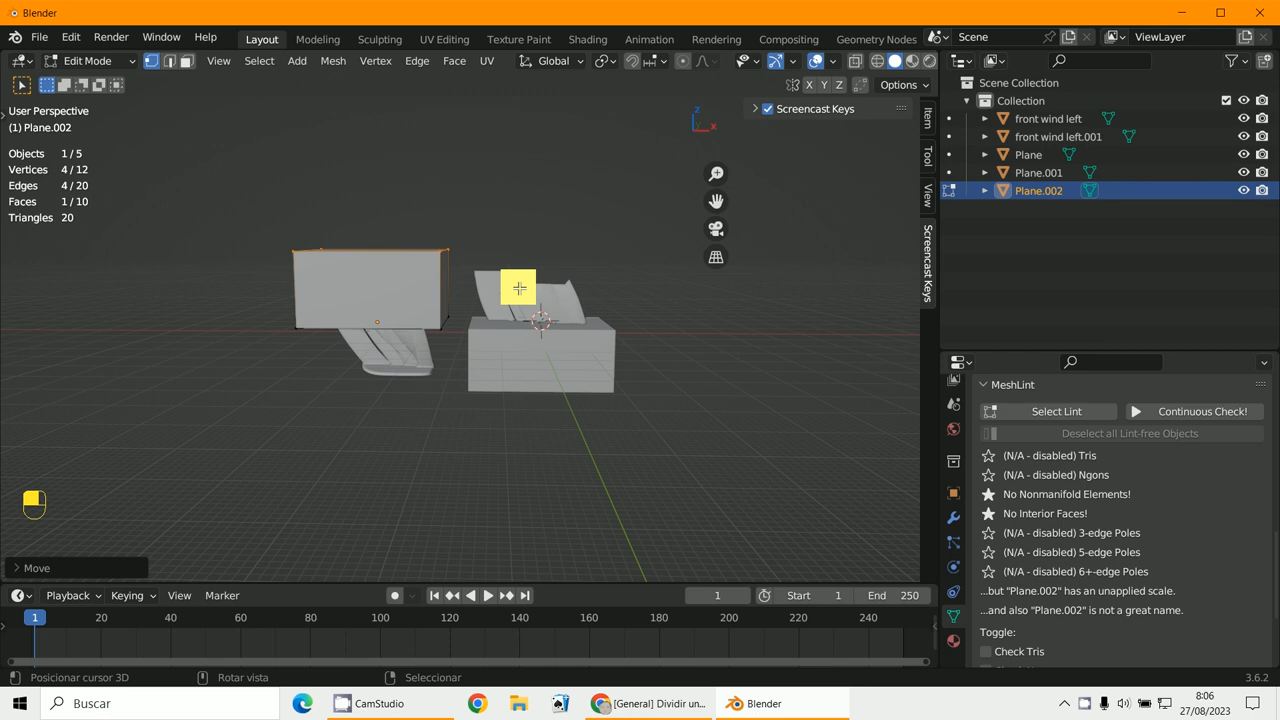 Blender
File Edit Render Window Help Layout Modeling Sculpting UV Editing Texture Paint Shading Animation Rendering Compositing Geometry Nodes Scene ViewLayer
Edit Mode View Select Add Mesh Vertex Edge Face UV Global
X Y Z Options
User Perspective
(1) Plane.002
Objects 1 / 5
Vertices 4 / 12
Edges 4 / 20
Faces 1 / 10
Triangles 20
Z
X
Screencast Keys
Item
Tool
View
Screencast Keys
Move
Scene Collection
Collection
front wind left
front wind left.001
Plane
Plane.001
Plane.002
MeshLint
Select Lint Continuous Check!
Deselect all Lint-free Objects
(N/A - disabled) Tris
(N/A - disabled) Ngons
No Nonmanifold Elements!
No Interior Faces!
(N/A - disabled) 3-edge Poles
(N/A - disabled) 5-edge Poles
(N/A - disabled) 6+-edge Poles
...but "Plane.002" has an unapplied scale.
...and also "Plane.002" is not a great name.
Toggle:
Check Tris
Playback Keying View Marker 1 Start 1 End 250
1 20 40 60 80 100 120 140 160 180 200 220 240
Posicionar cursor 3D Rotar vista Seleccionar 3.6.2
Buscar CamStudio [General] Dividir un... Blender
8:06
27/08/2023